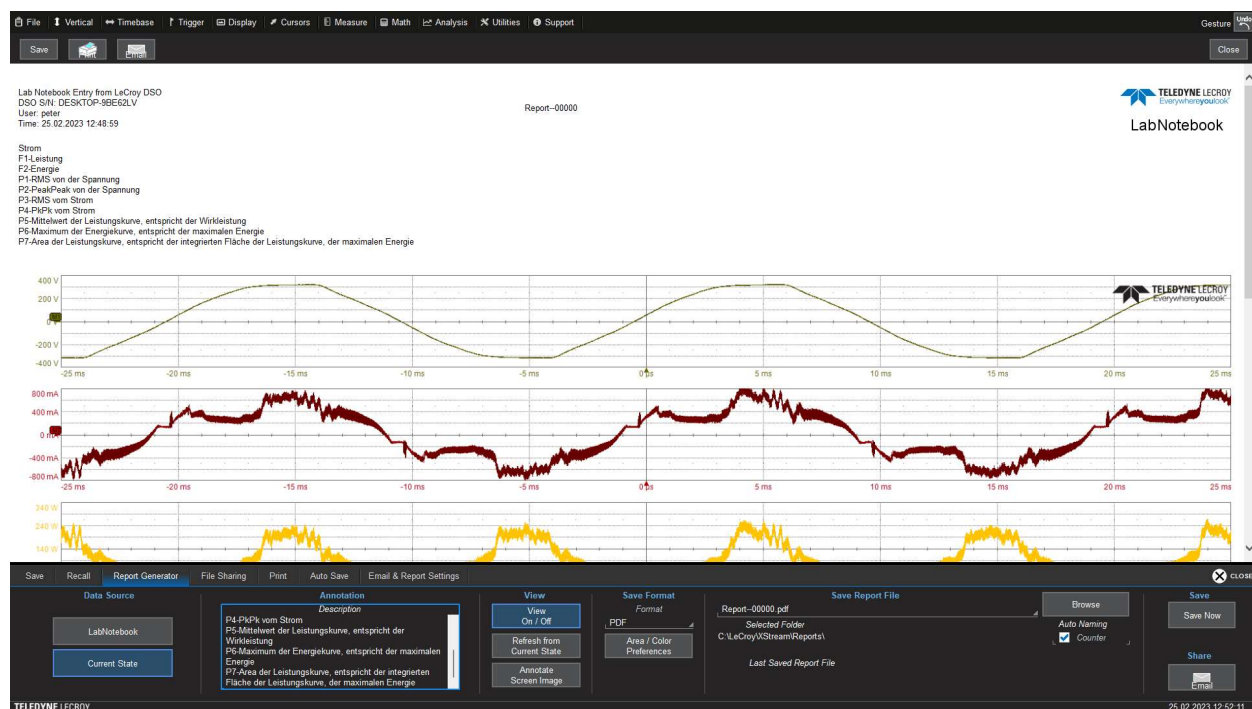 File Vertical Timebase Trigger Display Cursors Measure Math Analysis Utilities Support Gesture Undo
Save Print Email Close
Lab Notebook Entry from LeCroy DSO
DSO S/N: DESKTOP-9BE62LV
User: peter
Time: 25.02.2023 12:48:59
Report--00000
TELEDYNE LECROY
Everywhereyoulook
LabNotebook
Strom
F1-Leistung
F2-Energie
P1-RMS von der Spannung
P2-PeakPeak von der Spannung
P3-RMS vom Strom
P4-PkPk vom Strom
P5-Mittelwert der Leistungskurve, entspricht der Wirkleistung
P6-Maximum der Energiekurve, entspricht der maximalen Energie
P7-Area der Leistungskurve, entspricht der integrierten Fläche der Leistungskurve, der maximalen Energie
400 V
TELEDYNE LECROY
Everywhereyoulook
200 V
-200 V
-400 V
-25 ms -20 ms -15 ms -10 ms -5 ms 5 ms 10 ms 15 ms 20 ms 25 ms
800 mA
400 mA
-400 mA
-800 mA
-25 ms -20 ms -15 ms -10 ms -5 ms 5 ms 10 ms 15 ms 20 ms 25 ms
240 W
140 W
Save Recall Report Generator File Sharing Print Auto Save Email & Report Settings CLOSE
Data Source
LabNotebook
Current State
Annotation
Description
P4-PkPk vom Strom
P5-Mittelwert der Leistungskurve, entspricht der
Wirkleistung
P6-Maximum der Energiekurve, entspricht der maximalen
Energie
P7-Area der Leistungskurve, entspricht der integrierten
Fläche der Leistungskurve, der maximalen Energie
View
View
On / Off
Refresh from
Current State
Annotate
Screen Image
Save Format
Format
PDF
Area / Color
Preferences
Save Report File
Report--00000.pdf
Selected Folder
C:\LeCroy\XStream\Reports\
Last Saved Report File
Browse
Auto Naming
Counter
Save
Save Now
Share
Email
TELEDYNE LECROY 25.02.2023 12:52:11